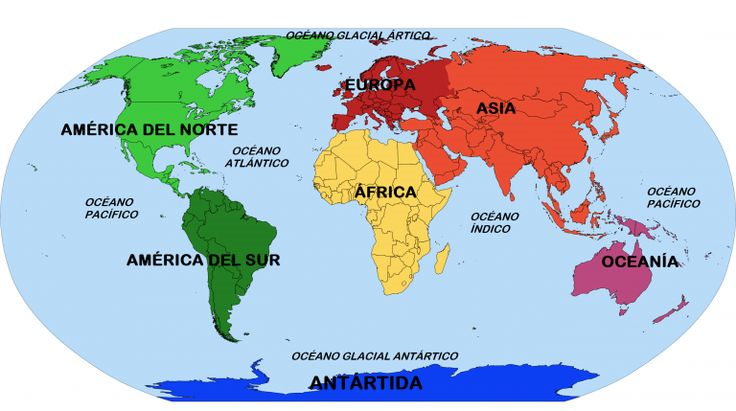 OCÉANO GLACIAL ÁRTICO
EUROPA
ASIA
AMÉRICA DEL NORTE
OCÉANO
ATLÁNTICO
ÁFRICA
OCÉANO
PACÍFICO
OCÉANO
ÍNDICO
OCÉANO
PACÍFICO
AMÉRICA DEL SUR
OCEANÍA
OCÉANO GLACIAL ANTÁRTICO
ANTÁRTIDA